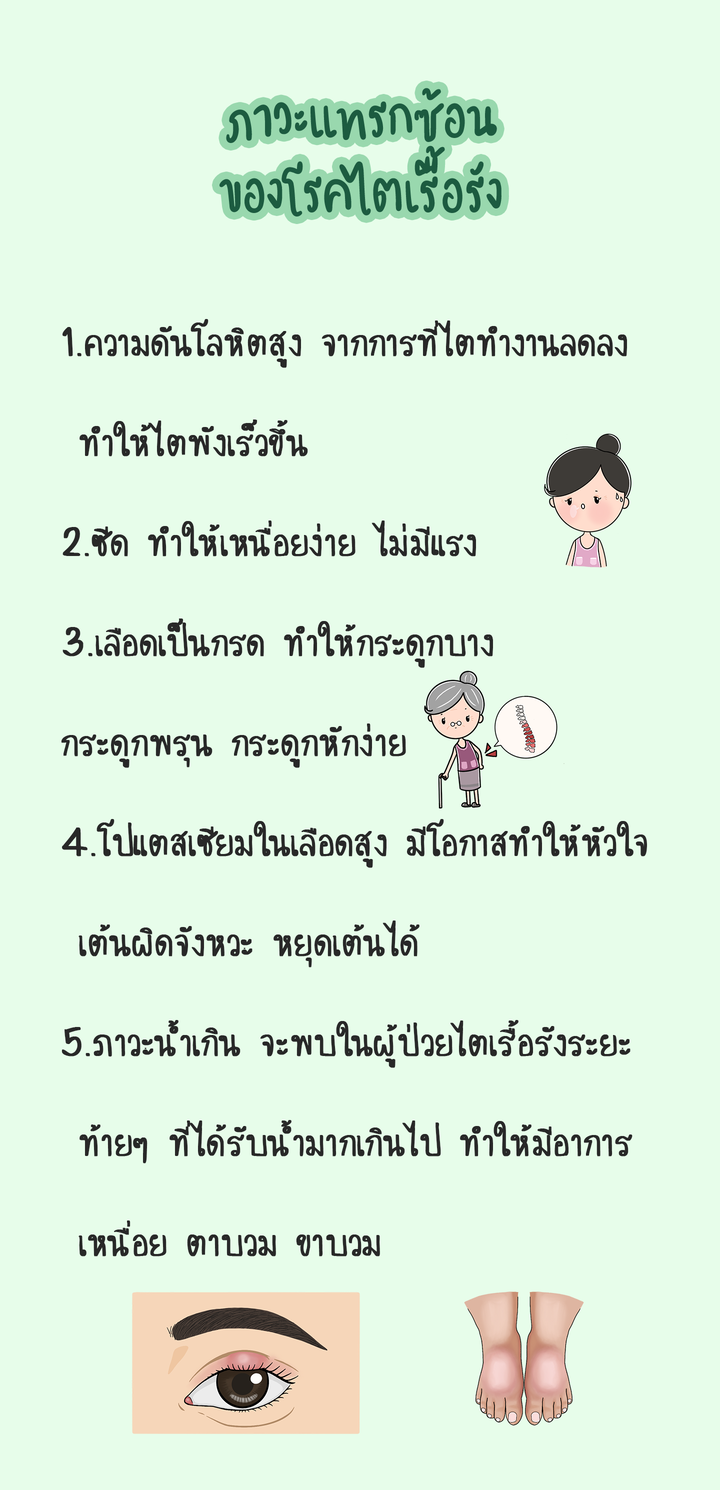 ภาวะแทรกซ้อน
ของโรคไตเรื้อรัง
1.ความดันโลหิตสูง จากการที่ไตทำงานลดลง
ทำให้ไตพังเร็วขึ้น
2.ซีด ทำให้เหนื่อยง่าย ไม่มีแรง
3.เลือดเป็นกรด ทำให้กระดูกบาง
กระดูกพรุน กระดูกหักง่าย
4.โปแตสเซียมในเลือดสูง มีโอกาสทำให้หัวใจ
เต้นผิดจังหวะ หยุดเต้นได้
5.ภาวะน้ำเกิน จะพบในผู้ป่วยไตเรื้อรังระยะ
ท้ายๆ ที่ได้รับน้ำมากเกินไป ทำให้มีอาการ
เหนื่อย ตาบวม ขาบวม